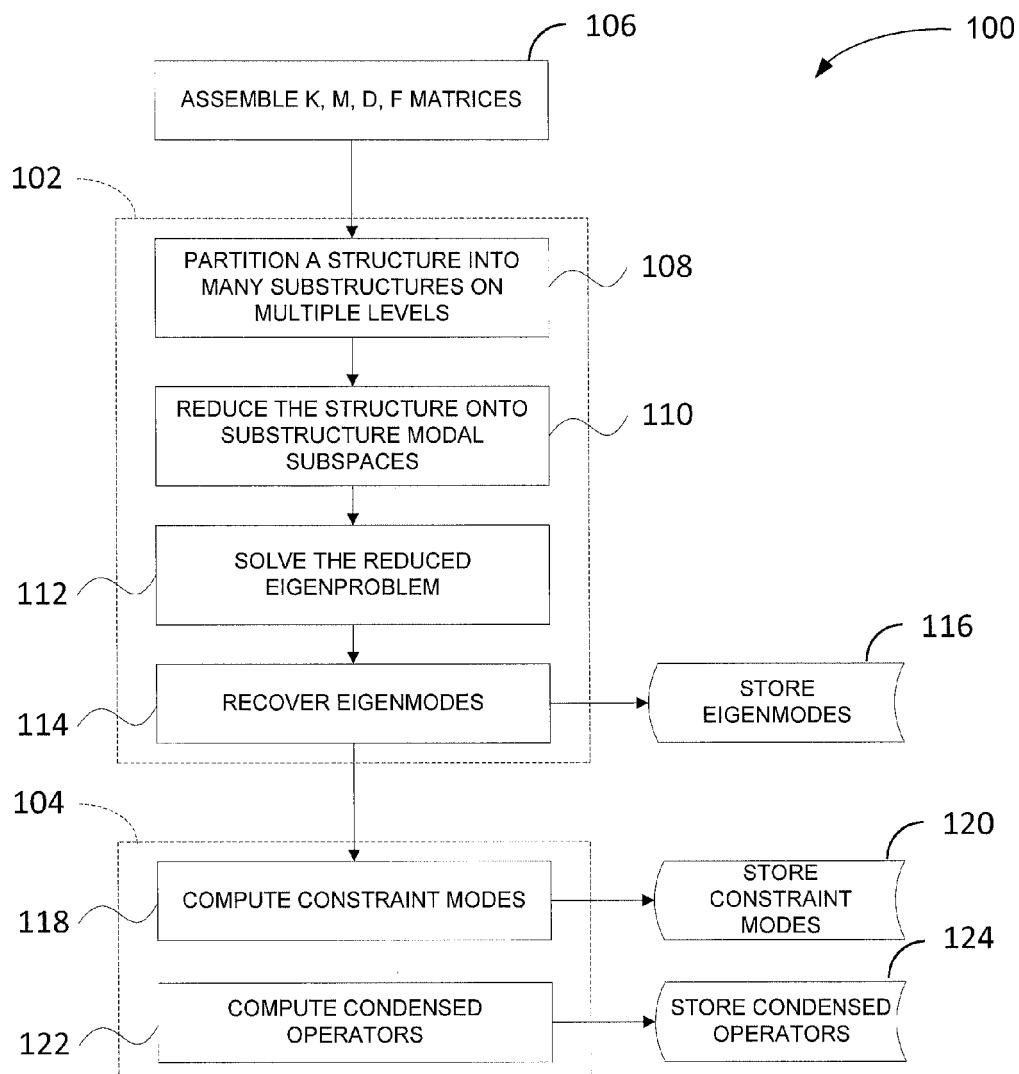 106
100
ASSEMBLE K, M, D, F MATRICES
102
PARTITION A STRUCTURE INTO
MANY SUBSTRUCTURES ON
MULTIPLE LEVELS
108
REDUCE THE STRUCTURE ONTO
SUBSTRUCTURE MODAL
SUBSPACES
110
SOLVE THE REDUCED
EIGENPROBLEM
112
116
RECOVER EIGENMODES
114
STORE
EIGENMODES
104
120
COMPUTE CONSTRAINT MODES
118
STORE
CONSTRAINT
MODES
124
COMPUTE CONDENSED
OPERATORS
122
STORE CONDENSED
OPERATORS